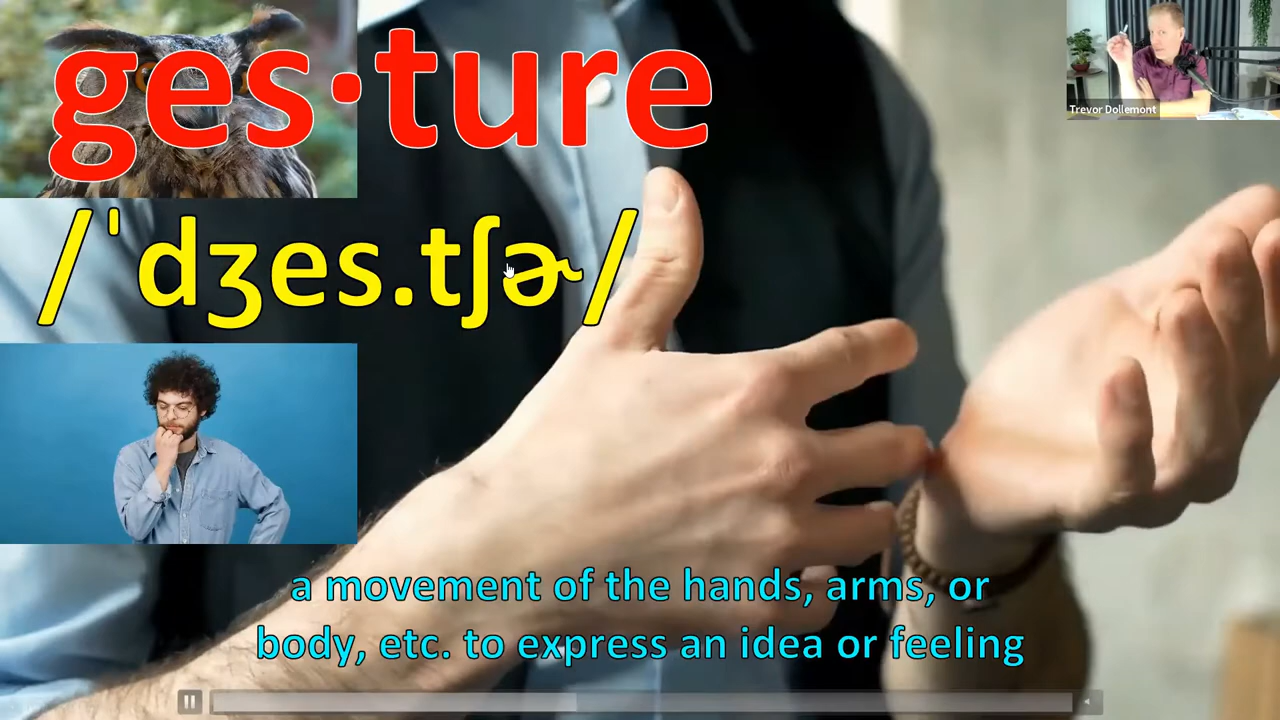 ges·ture
/ˈdʒes.tʃɚ/
a movement of the hands, arms, or
body, etc. to express an idea or feeling
Trevor Dollemont